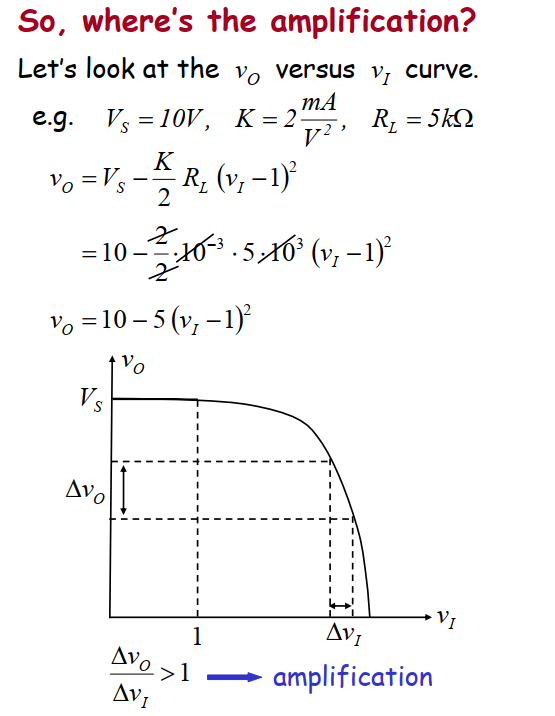 So, where's the amplification?
Let's look at the v_O versus v_I curve.
e.g. V_S = 10V, K = 2 mA/V², R_L = 5kΩ
v_O = V_S − K/2 R_L (v_I − 1)²
= 10 − 2/2 · 10⁻³ · 5 · 10³ (v_I − 1)²
v_O = 10 − 5 (v_I − 1)²
v_O
V_S
Δv_O
v_I
1 Δv_I
Δv_O/Δv_I > 1 amplification